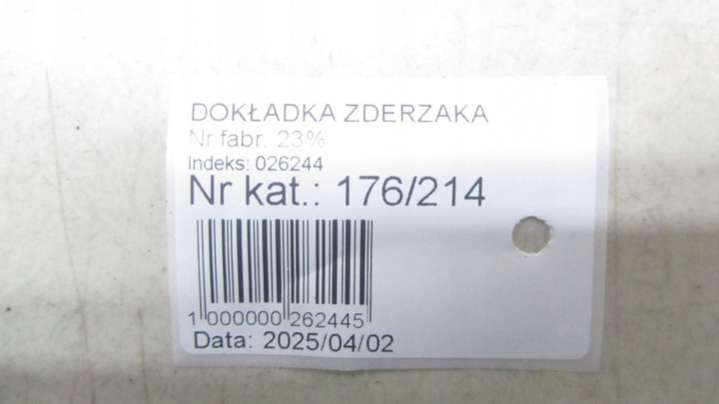 DOKŁADKA ZDERZAKA
Nr fabr. 23%
Indeks: 026244
Nr kat.: 176/214
1 000000 262445
Data: 2025/04/02